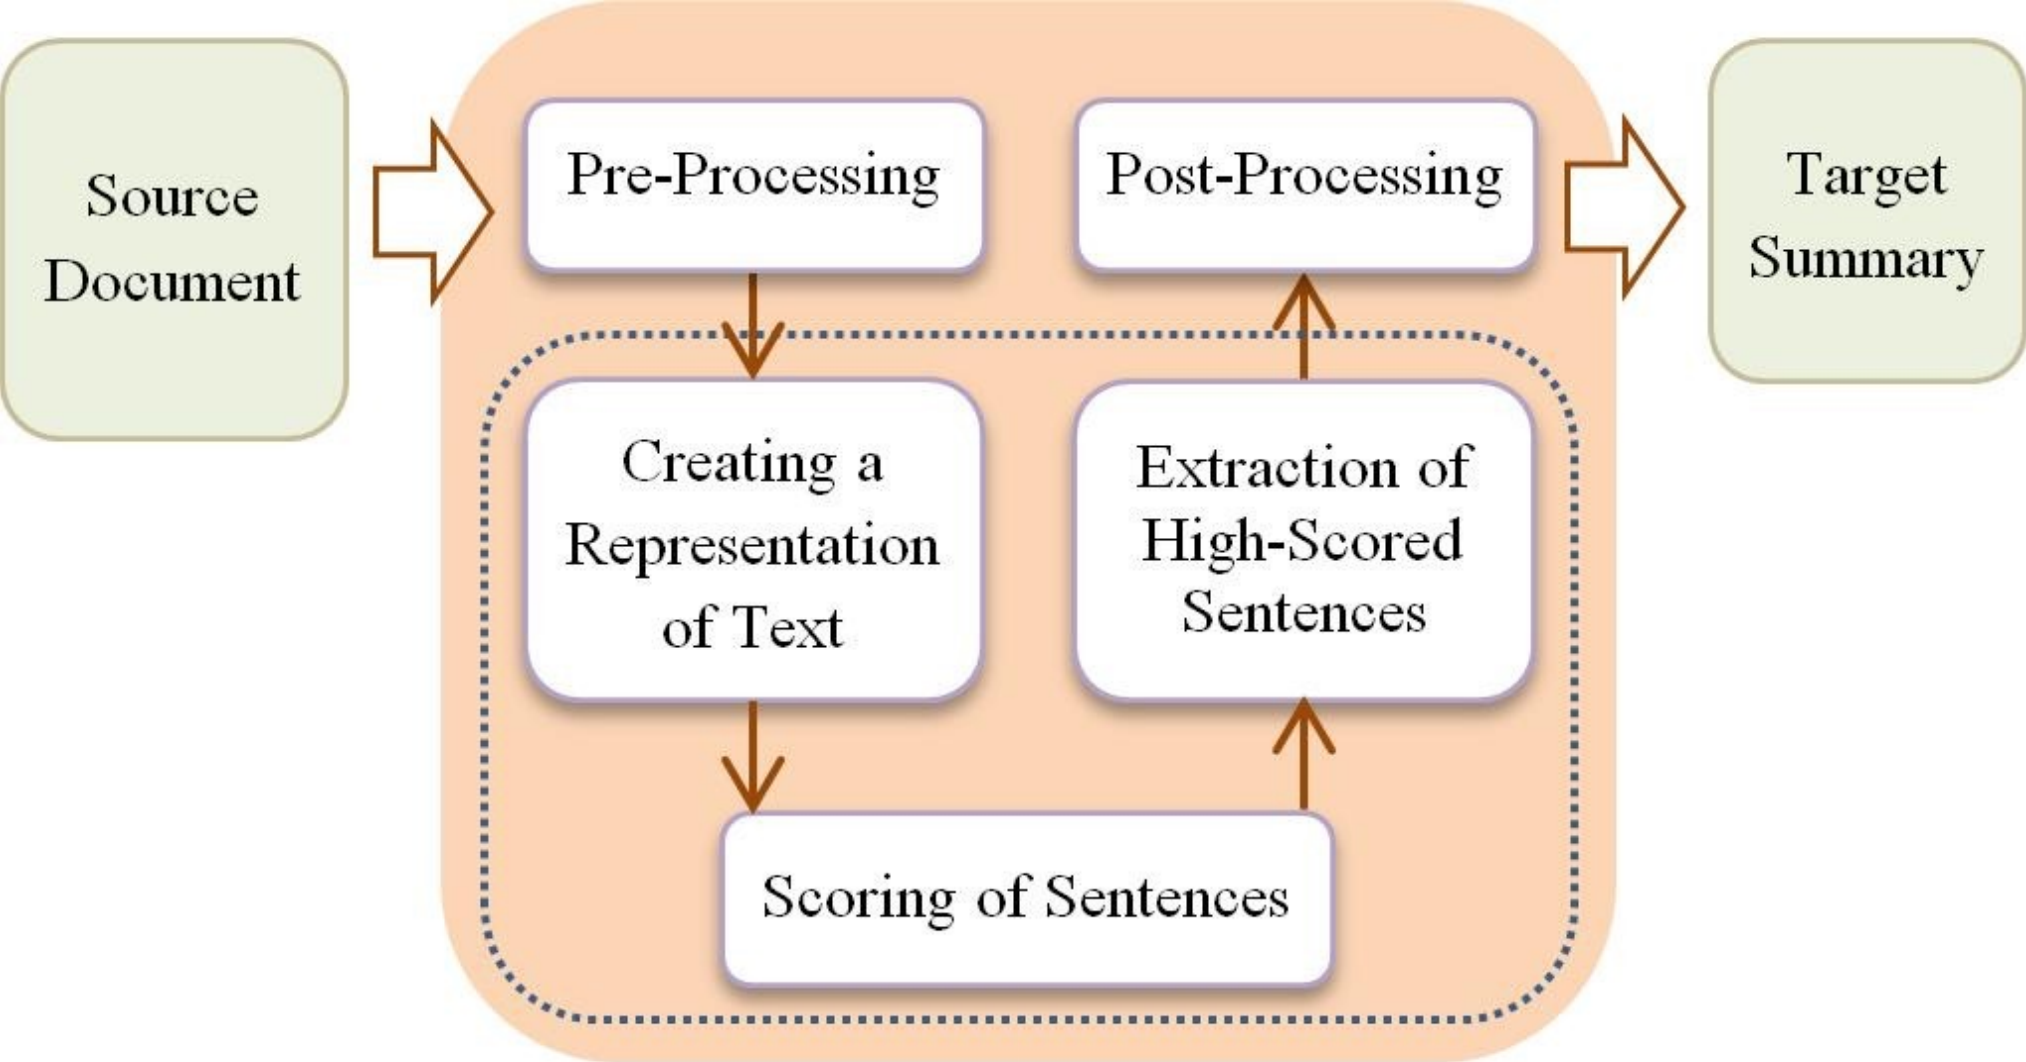 Source
Document
Pre-Processing
Creating a
Representation
of Text
Scoring of Sentences
Extraction of
High-Scored
Sentences
Post-Processing
Target
Summary